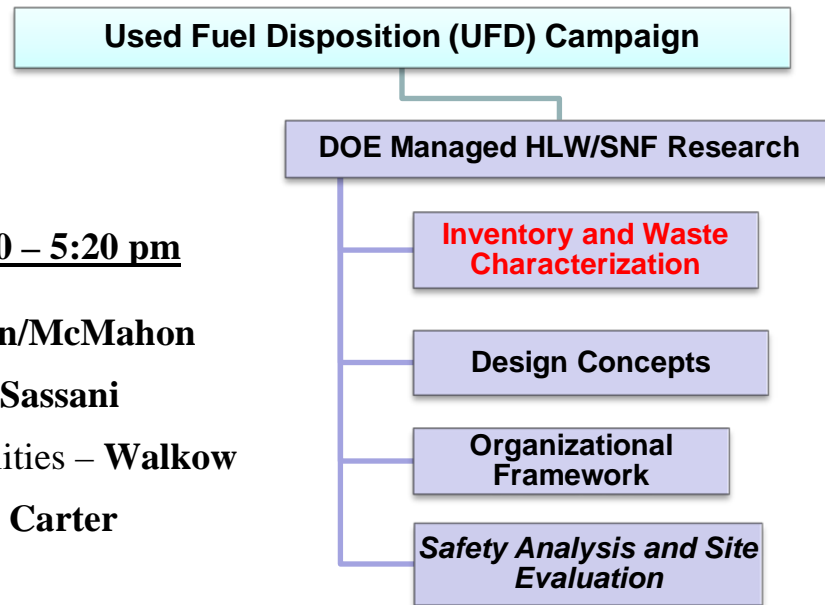 Used Fuel Disposition (UFD) Campaign
DOE Managed HLW/SNF Research
Inventory and Waste
Characterization
Design Concepts
Organizational
Framework
Safety Analysis and Site
Evaluation
0 – 5:20 pm
n/McMahon
Sassani
ities – Walkow
Carter